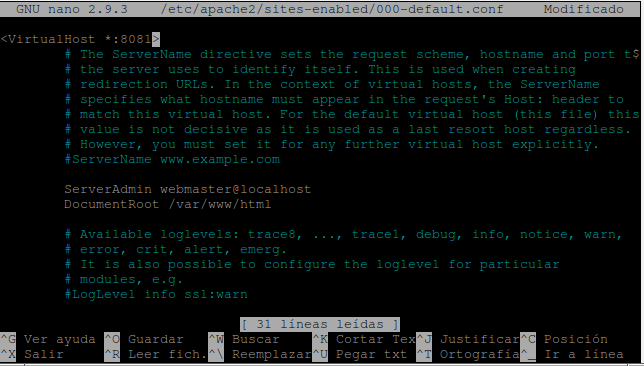 GNU nano 2.9.3 /etc/apache2/sites-enabled/000-default.conf Modificado
<VirtualHost *:8081>
# The ServerName directive sets the request scheme, hostname and port t$
# the server uses to identify itself. This is used when creating
# redirection URLs. In the context of virtual hosts, the ServerName
# specifies what hostname must appear in the request's Host: header to
# match this virtual host. For the default virtual host (this file) this
# value is not decisive as it is used as a last resort host regardless.
# However, you must set it for any further virtual host explicitly.
#ServerName www.example.com
ServerAdmin webmaster@localhost
DocumentRoot /var/www/html
# Available loglevels: trace8, ..., trace1, debug, info, notice, warn,
# error, crit, alert, emerg.
# It is also possible to configure the loglevel for particular
# modules, e.g.
#LogLevel info ssl:warn
[ 31 líneas leídas ]
^G Ver ayuda ^O Guardar ^W Buscar ^K Cortar Tex^J Justificar^C Posición
^X Salir ^R Leer fich.^\ Reemplazar^U Pegar txt ^T Ortografía^_ Ir a línea